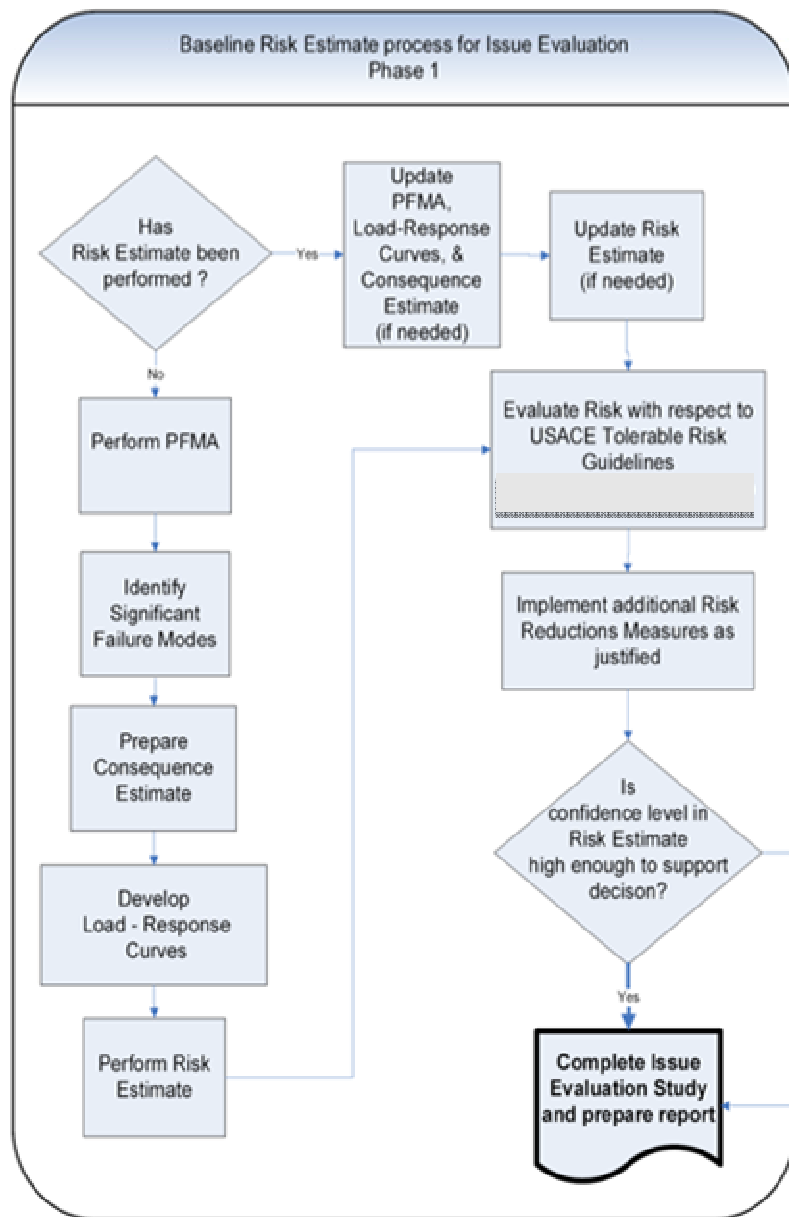 Baseline Risk Estimate process for Issue Evaluation
Phase 1
Has
Risk Estimate been
performed ?
Yes
Update
PFMA,
Load-Response
Curves, &
Consequence
Estimate
(if needed)
Update Risk
Estimate
(if needed)
No
Perform PFMA
Evaluate Risk with respect to
USACE Tolerable Risk
Guidelines
Identify
Significant
Failure Modes
Implement additional Risk
Reductions Measures as
justified
Prepare
Consequence
Estimate
Is
confidence level in
Risk Estimate
high enough to support
decison?
Develop
Load - Response
Curves
Yes
Perform Risk
Estimate
Complete Issue
Evaluation Study
and prepare report